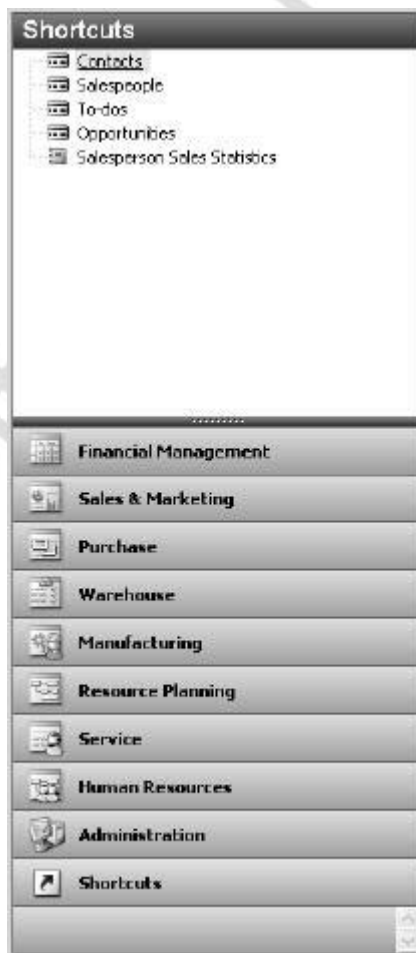 Shortcuts
Contacts
Salespeople
To-dos
Opportunities
Salesperson Sales Statistics
Financial Management
Sales & Marketing
Purchase
Warehouse
Manufacturing
Resource Planning
Service
Human Resources
Administration
Shortcuts